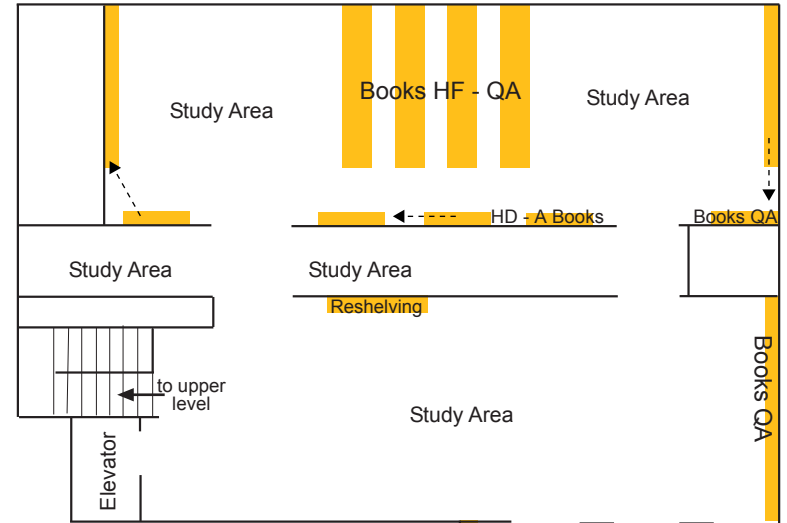 Books HF - QA
Study Area
Study Area
HD - A Books
Books QA
Study Area
Study Area
Reshelving
Books QA
to upper
level
Study Area
Elevator